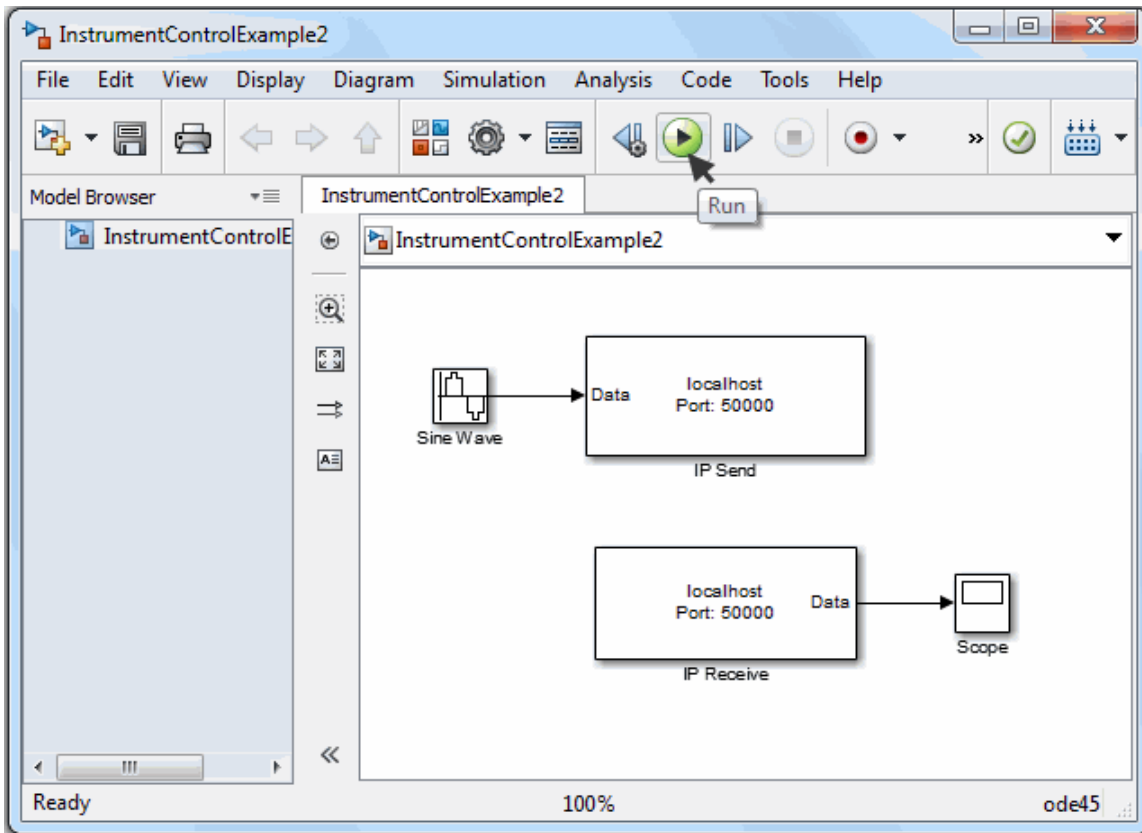 InstrumentControlExample2
File Edit View Display Diagram Simulation Analysis Code Tools Help
»
Run
Model Browser
InstrumentControlExample2
InstrumentControlE
InstrumentControlExample2
Data
localhost
Port: 50000
Sine Wave
IP Send
localhost
Port: 50000
Data
IP Receive
Scope
A
Ready 100% ode45